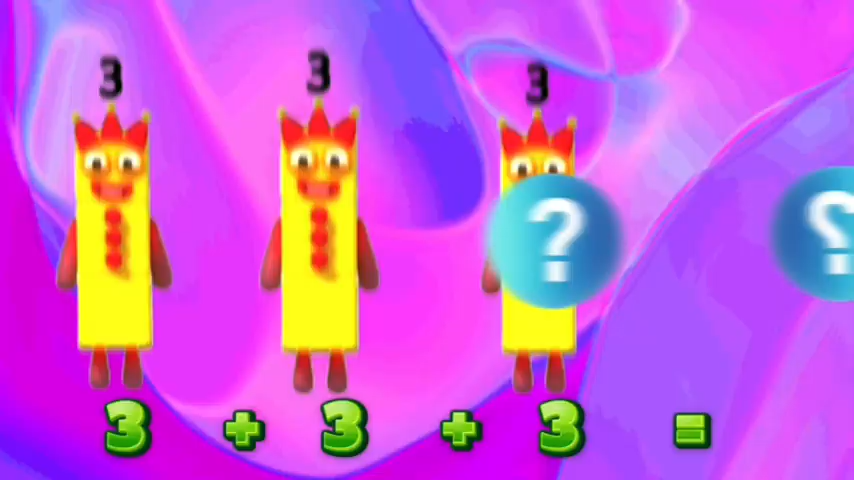 3 3 3
? ?
3 + 3 + 3 =